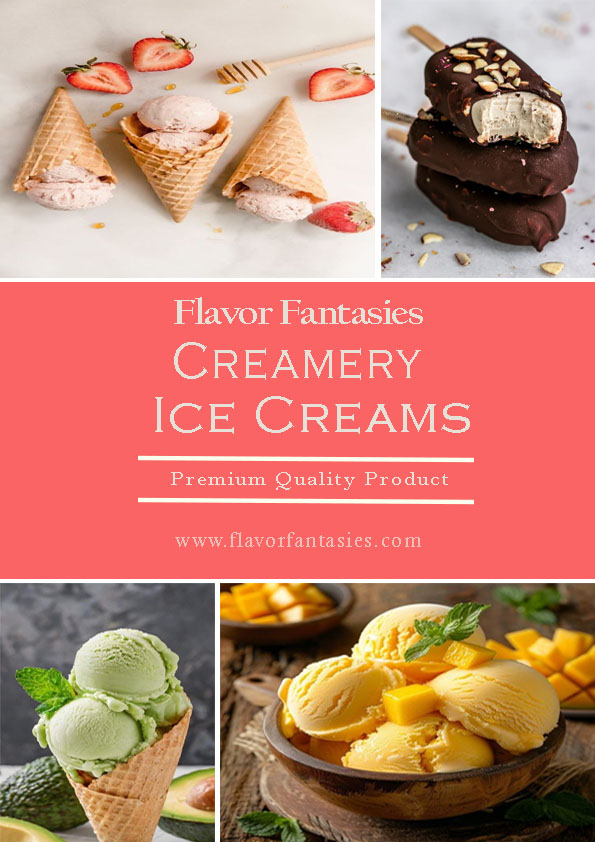 Flavor Fantasies
Creamery
Ice Creams
Premium Quality Product
www.flavorfantasies.com